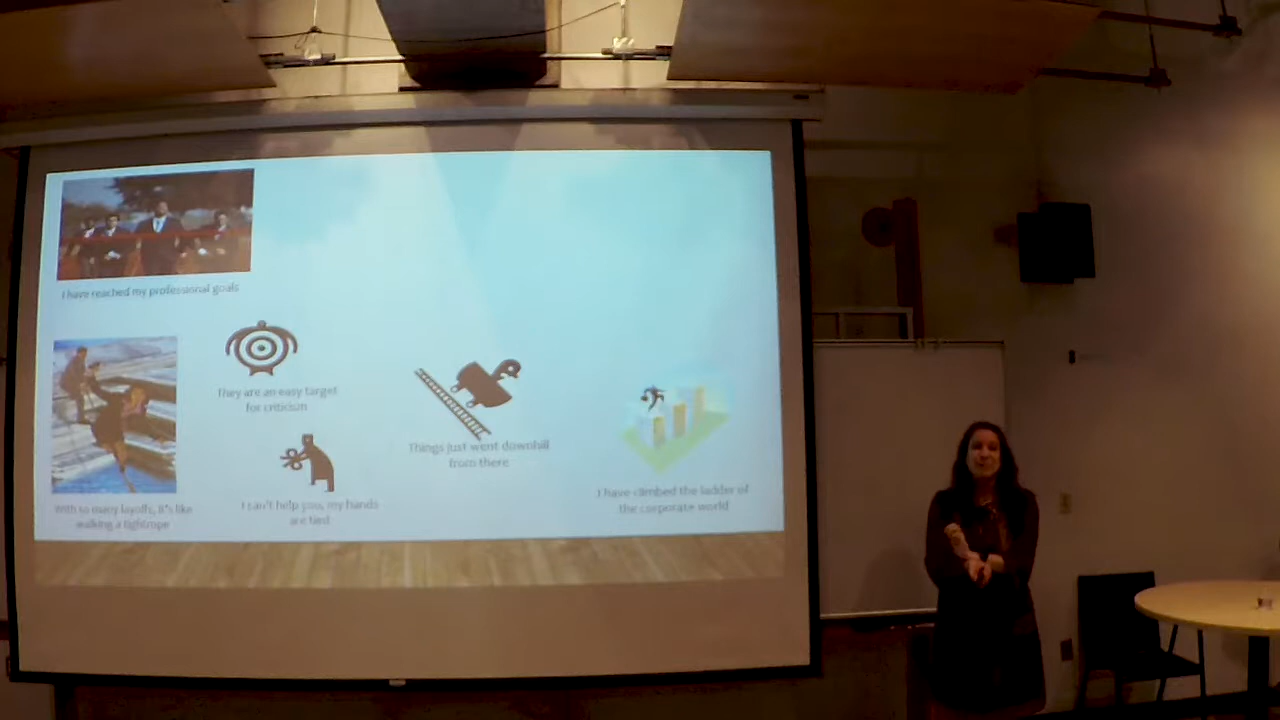 I have reached my professional goals
They are an easy target
for criticism
Things just went downhill
from there
I have climbed the ladder of
the corporate world
With so many layoffs, it's like
walking a tightrope
I can't help you, my hands
are tied